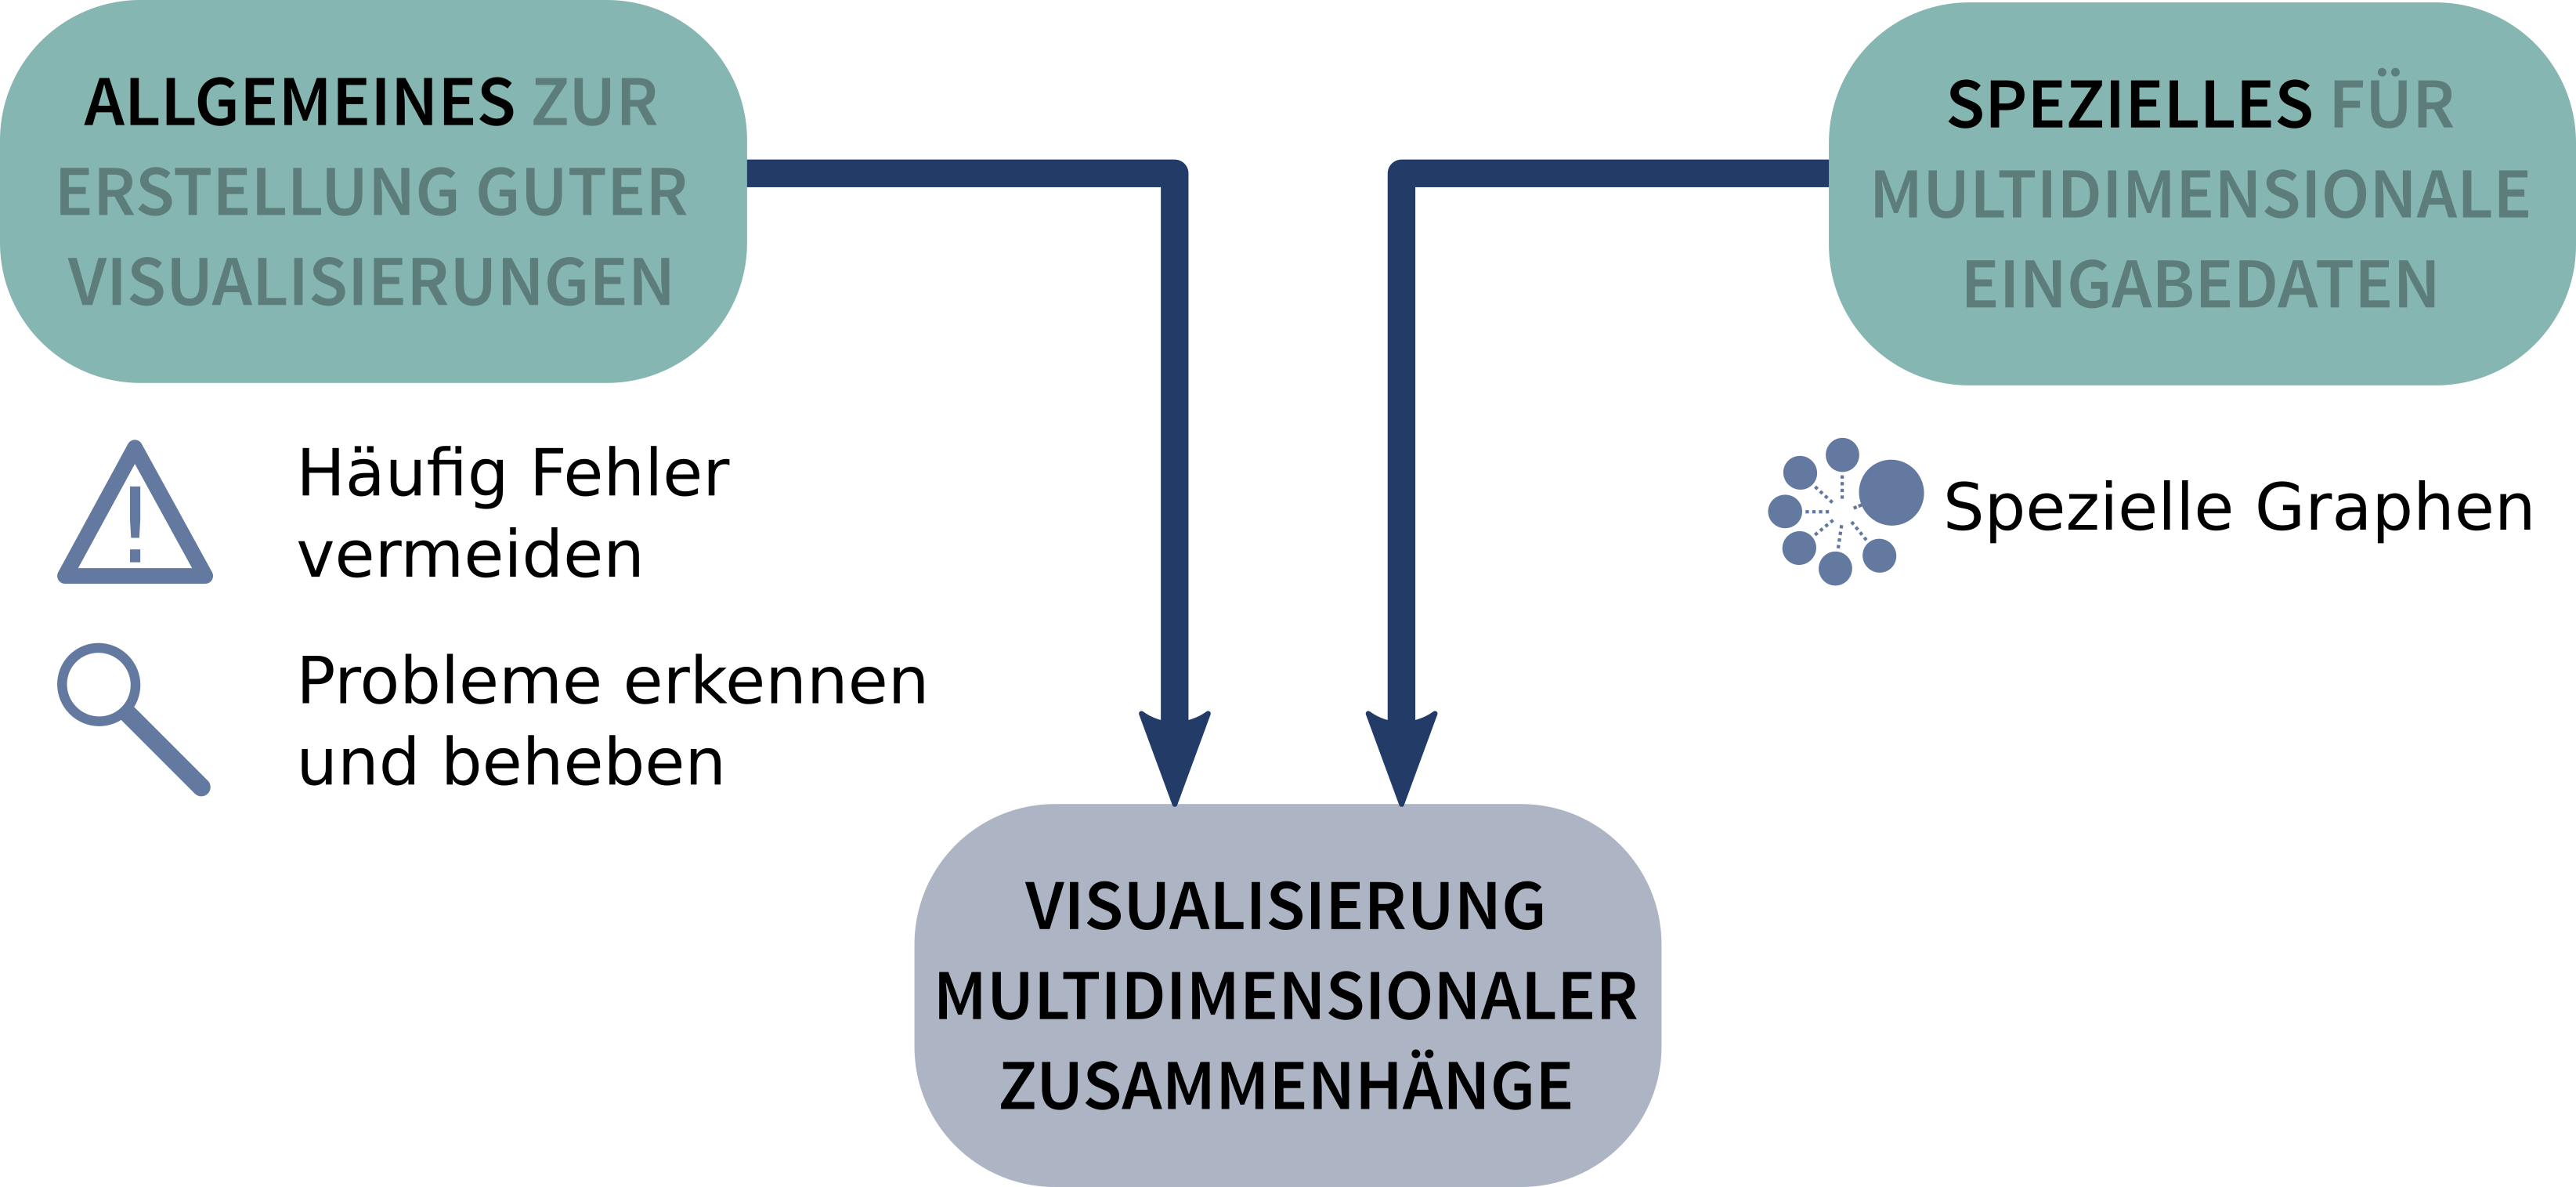 ALLGEMEINES ZUR
ERSTELLUNG GUTER
VISUALISIERUNGEN
Häufig Fehler
vermeiden
Probleme erkennen
und beheben
SPEZIELLES FÜR
MULTIDIMENSIONALE
EINGABEDATEN
Spezielle Graphen
VISUALISIERUNG
MULTIDIMENSIONALER
ZUSAMMENHÄNGE